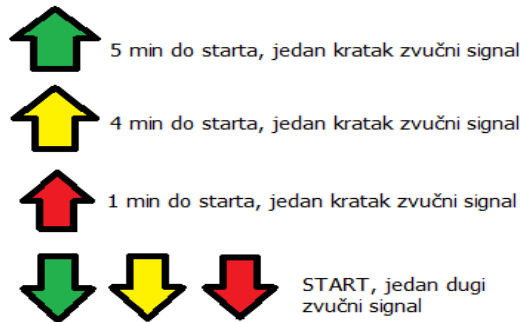 5 min do starta, jedan kratak zvučni signal
4 min do starta, jedan kratak zvučni signal
1 min do starta, jedan kratak zvučni signal
START, jedan dugi
zvučni signal